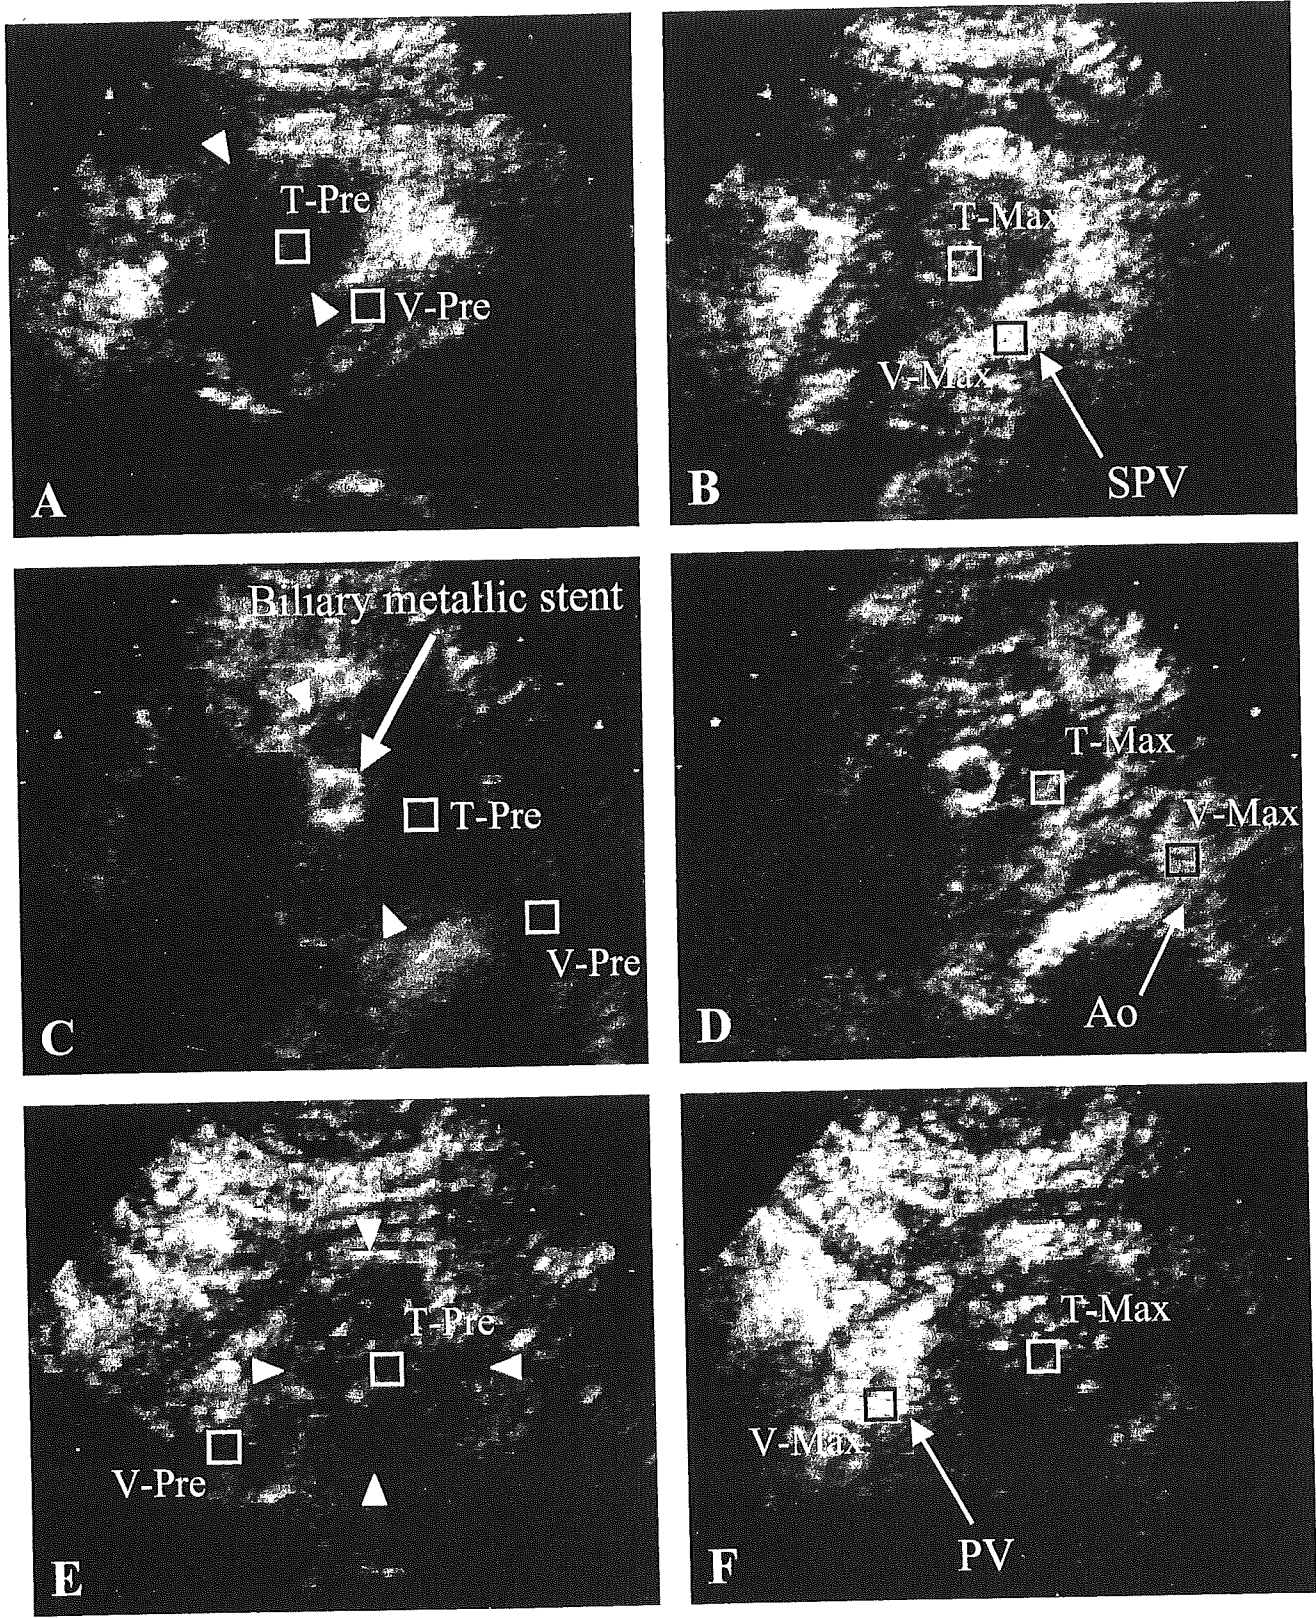 T-Pre
V-Pre
A
T-Max
V-Max
SPV
B
Biliary metallic stent
T-Pre
V-Pre
C
T-Max
V-Max
Ao
D
T-Pre
V-Pre
E
T-Max
V-Max
PV
F